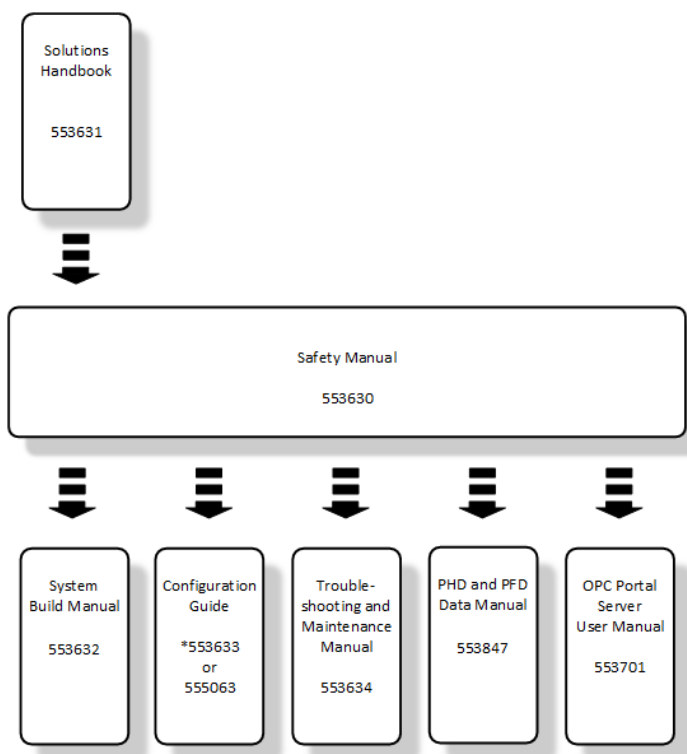 Solutions
Handbook
553631
Safety Manual
553630
System
Build Manual
553632
Configuration
Guide
*553633
or
555063
Trouble-
shooting and
Maintenance
Manual
553634
PHD and PFD
Data Manual
553847
OPC Portal
Server
User Manual
553701